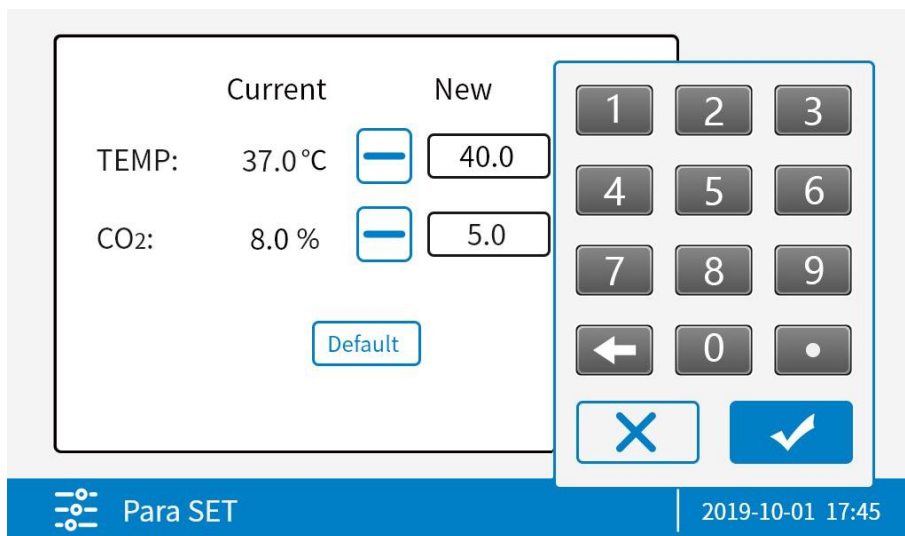 Current New
TEMP: 37.0 °C 40.0
CO2: 8.0 % 5.0
Default
1 2 3
4 5 6
7 8 9
0 •
Para SET
2019-10-01 17:45